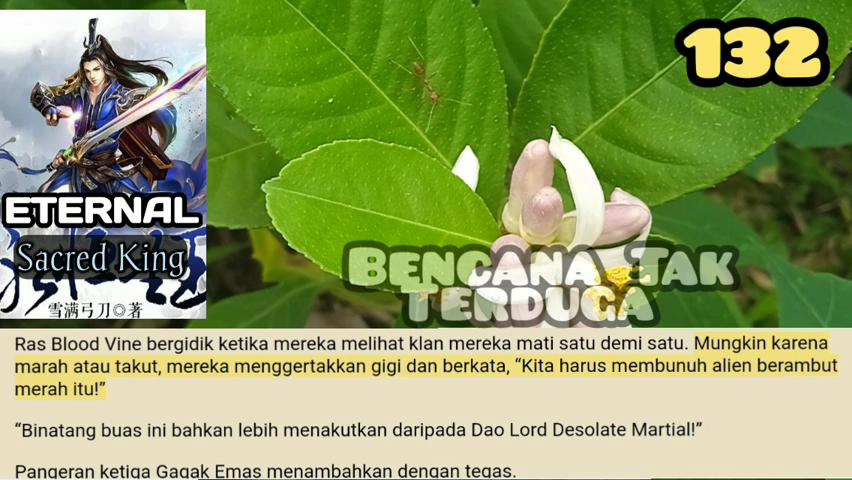 132
ETERNAL
Sacred King
雪满弓刀◎著
BENCANA TAK
TERDUGA
Ras Blood Vine bergidik ketika mereka melihat klan mereka mati satu demi satu. Mungkin karena
marah atau takut, mereka menggertakkan gigi dan berkata, “Kita harus membunuh alien berambut
merah itu!”
“Binatang buas ini bahkan lebih menakutkan daripada Dao Lord Desolate Martial!”
Pangeran ketiga Gagak Emas menambahkan dengan tegas.